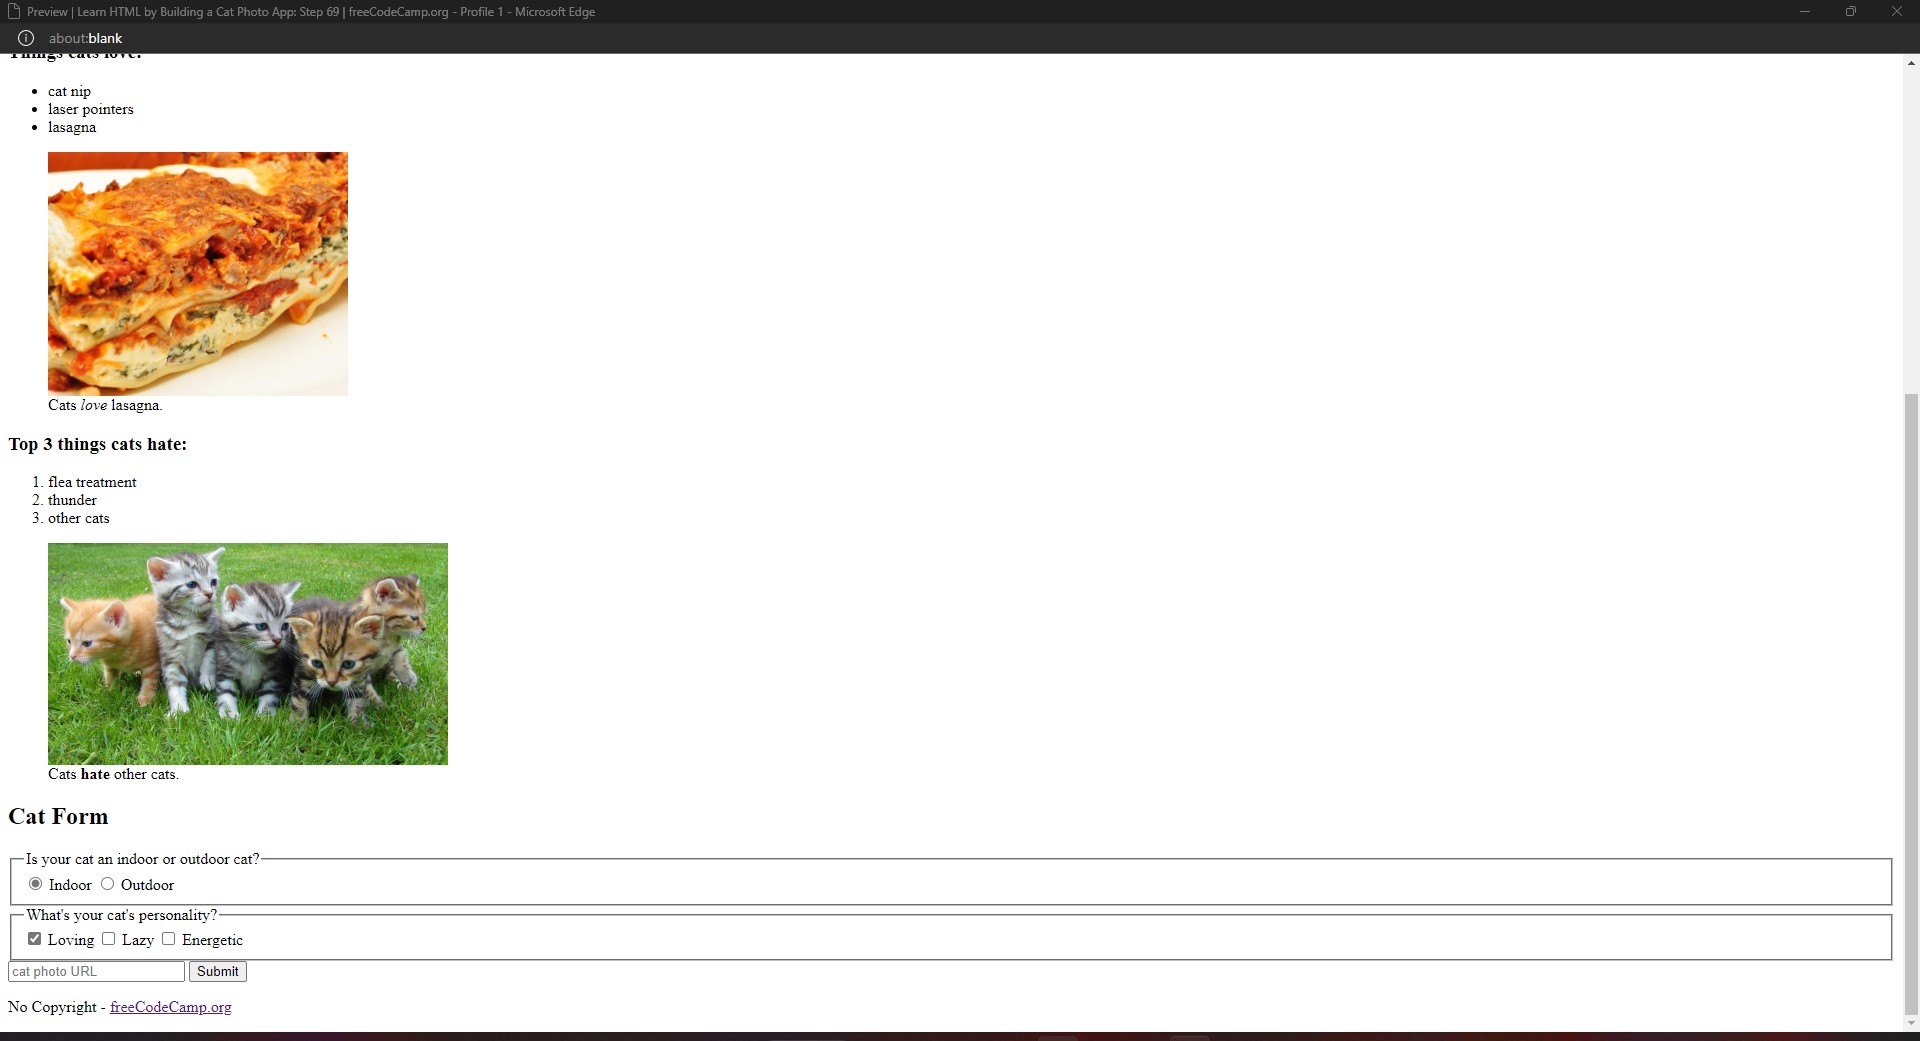 Preview | Learn HTML by Building a Cat Photo App: Step 69 | freeCodeCamp.org - Profile 1 - Microsoft Edge
about:blank
Things cats love:
• cat nip
• laser pointers
• lasagna
Cats love lasagna.
Top 3 things cats hate:
1. flea treatment
2. thunder
3. other cats
Cats hate other cats.
Cat Form
Is your cat an indoor or outdoor cat?
Indoor Outdoor
What's your cat's personality?
Loving Lazy Energetic
cat photo URL Submit
No Copyright - freeCodeCamp.org